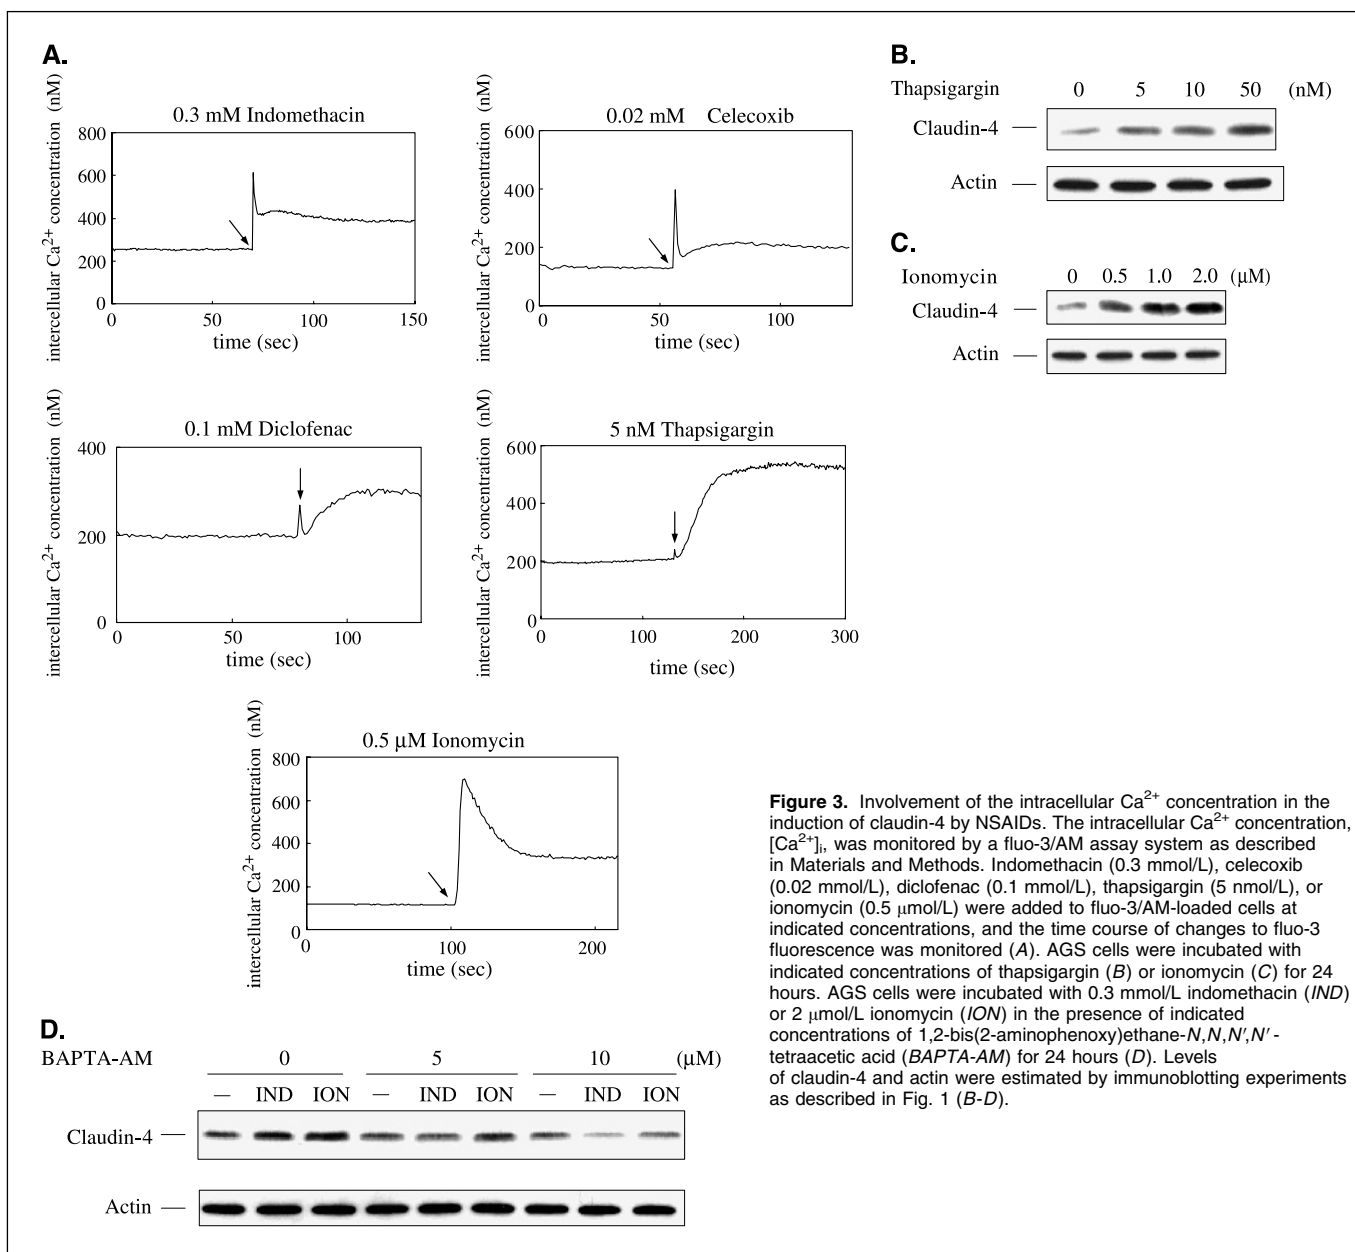 A.
0.3 mM Indomethacin
intercellular Ca2+ concentration (nM)
800
600
400
200
0
0 50 100 150
time (sec)
0.02 mM Celecoxib
intercellular Ca2+ concentration (nM)
600
400
200
0
0 50 100
time (sec)
0.1 mM Diclofenac
intercellular Ca2+ concentration (nM)
400
200
0
0 50 100
time (sec)
5 nM Thapsigargin
intercellular Ca2+ concentration (nM)
600
400
200
0
0 100 200 300
time (sec)
0.5 μM Ionomycin
intercellular Ca2+ concentration (nM)
800
600
400
200
0
0 100 200
time (sec)
B.
Thapsigargin 0 5 10 50 (nM)
Claudin-4 —
Actin —
C.
Ionomycin 0 0.5 1.0 2.0 (μM)
Claudin-4 —
Actin —
D.
BAPTA-AM 0 5 10 (μM)
— IND ION — IND ION — IND ION
Claudin-4 —
Actin —
Figure 3. Involvement of the intracellular Ca2+ concentration in the
induction of claudin-4 by NSAIDs. The intracellular Ca2+ concentration,
[Ca2+]i, was monitored by a fluo-3/AM assay system as described
in Materials and Methods. Indomethacin (0.3 mmol/L), celecoxib
(0.02 mmol/L), diclofenac (0.1 mmol/L), thapsigargin (5 nmol/L), or
ionomycin (0.5 μmol/L) were added to fluo-3/AM-loaded cells at
indicated concentrations, and the time course of changes to fluo-3
fluorescence was monitored (A). AGS cells were incubated with
indicated concentrations of thapsigargin (B) or ionomycin (C) for 24
hours. AGS cells were incubated with 0.3 mmol/L indomethacin (IND)
or 2 μmol/L ionomycin (ION) in the presence of indicated
concentrations of 1,2-bis(2-aminophenoxy)ethane-N,N,N′,N′-
tetraacetic acid (BAPTA-AM) for 24 hours (D). Levels
of claudin-4 and actin were estimated by immunoblotting experiments
as described in Fig. 1 (B-D).